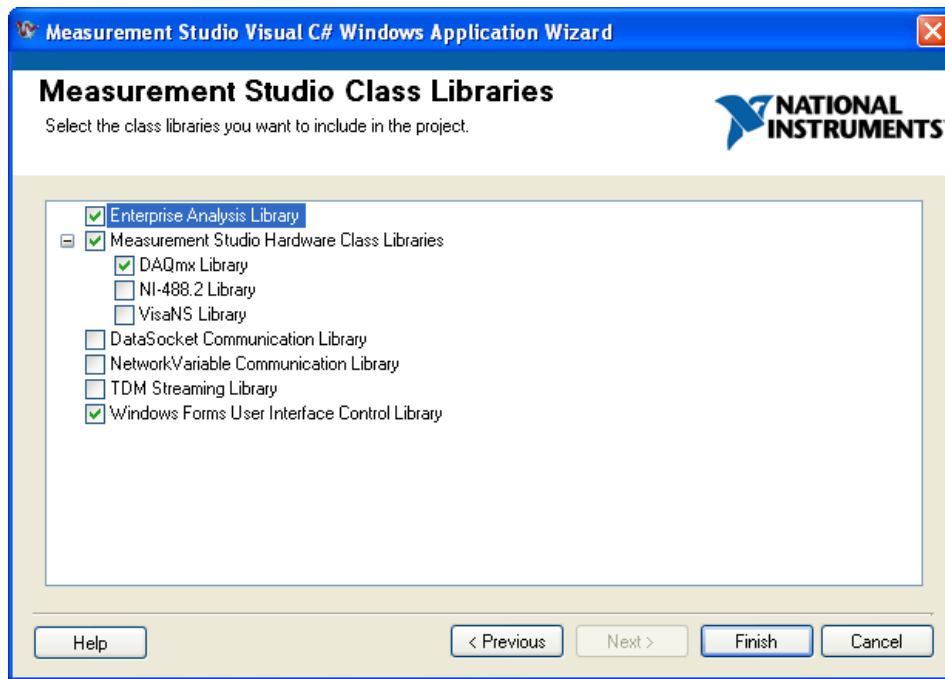 Measurement Studio Visual C# Windows Application Wizard
Measurement Studio Class Libraries
Select the class libraries you want to include in the project.
NATIONAL
INSTRUMENTS
Enterprise Analysis Library
Measurement Studio Hardware Class Libraries
DAQmx Library
NI-488.2 Library
VisaNS Library
DataSocket Communication Library
NetworkVariable Communication Library
TDM Streaming Library
Windows Forms User Interface Control Library
Help
< Previous
Next >
Finish
Cancel